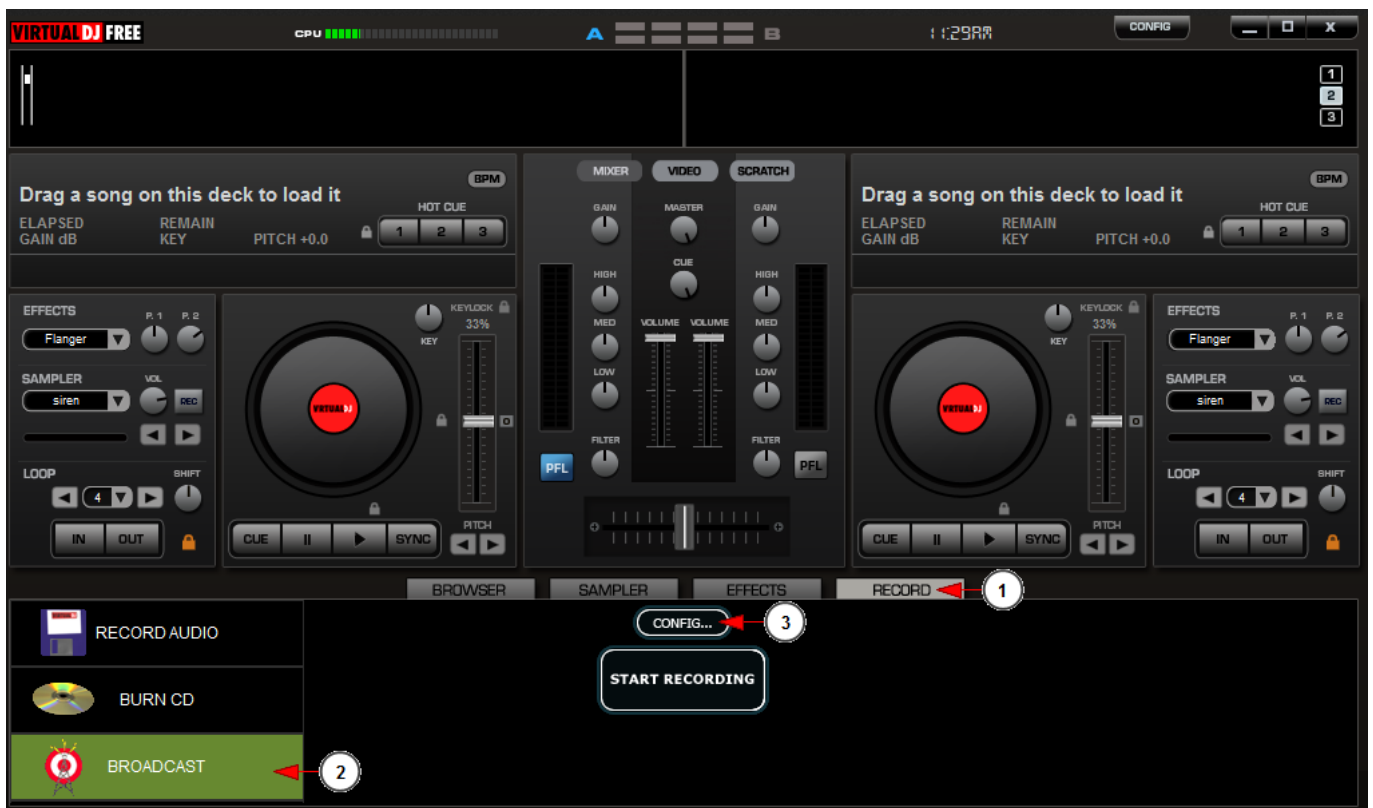 VIRTUAL DJ FREE
CPU
A
B
11:29AM
CONFIG
X
1
2
3
Drag a song on this deck to load it
BPM
ELAPSED
REMAIN
HOT CUE
GAIN dB
KEY
PITCH +0.0
1
2
3
MIXER
VIDEO
SCRATCH
GAIN
MASTER
GAIN
CUE
HIGH
HIGH
MED
VOLUME
VOLUME
MED
LOW
LOW
FILTER
FILTER
PFL
PFL
Drag a song on this deck to load it
BPM
ELAPSED
REMAIN
HOT CUE
GAIN dB
KEY
PITCH +0.0
1
2
3
EFFECTS
P. 1
P. 2
Flanger
SAMPLER
VOL
siren
REC
LOOP
SHIFT
4
IN
OUT
KEYLOCK
33%
KEY
VIRTUAL DJ
CUE
SYNC
PITCH
KEYLOCK
33%
KEY
VIRTUAL DJ
CUE
SYNC
PITCH
EFFECTS
P. 1
P. 2
Flanger
SAMPLER
VOL
siren
REC
LOOP
SHIFT
4
IN
OUT
BROWSER
SAMPLER
EFFECTS
RECORD
1
RECORD AUDIO
BURN CD
BROADCAST
2
CONFIG...
3
START RECORDING